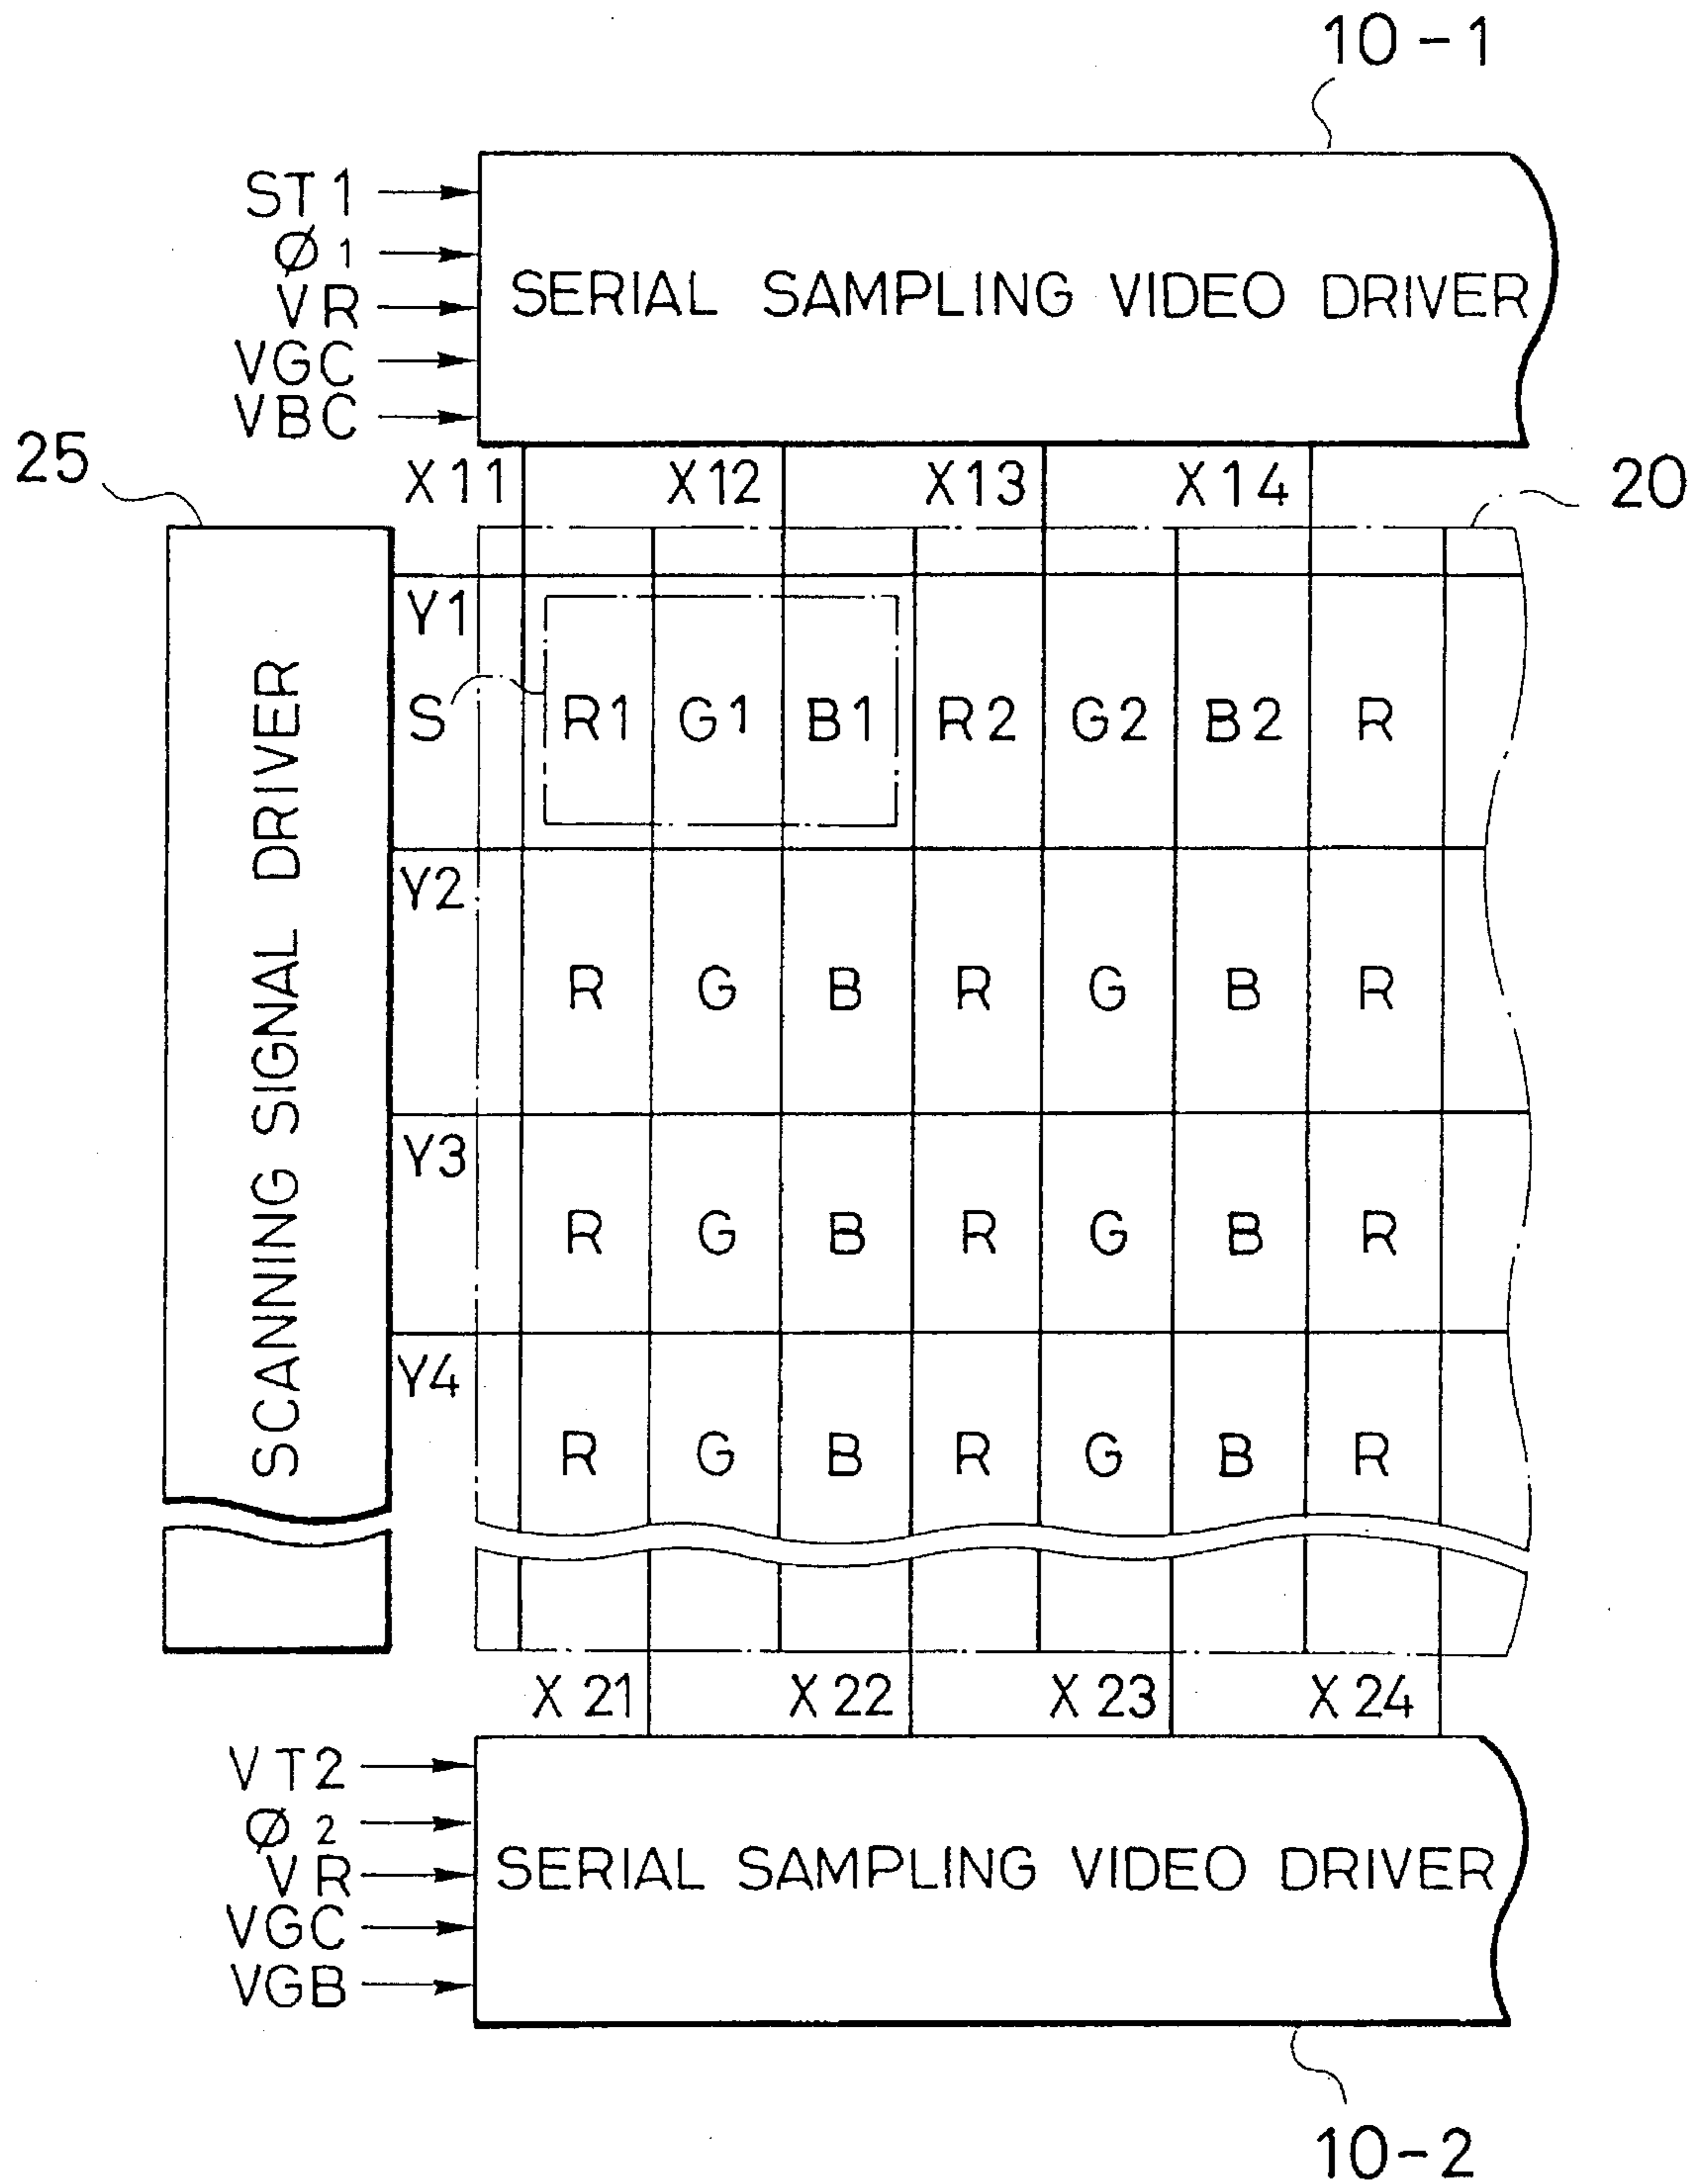 10-1
ST1
Ø1
VR
VGC
VBC
SERIAL SAMPLING VIDEO DRIVER
25
X11 X12 X13 X14
20
Y1
S R1 G1 B1 R2 G2 B2 R
SCANNING SIGNAL DRIVER
Y2
R G B R G B R
Y3
R G B R G B R
Y4
R G B R G B R
X21 X22 X23 X24
VT2
Ø2
VR
VGC
VGB
SERIAL SAMPLING VIDEO DRIVER
10-2